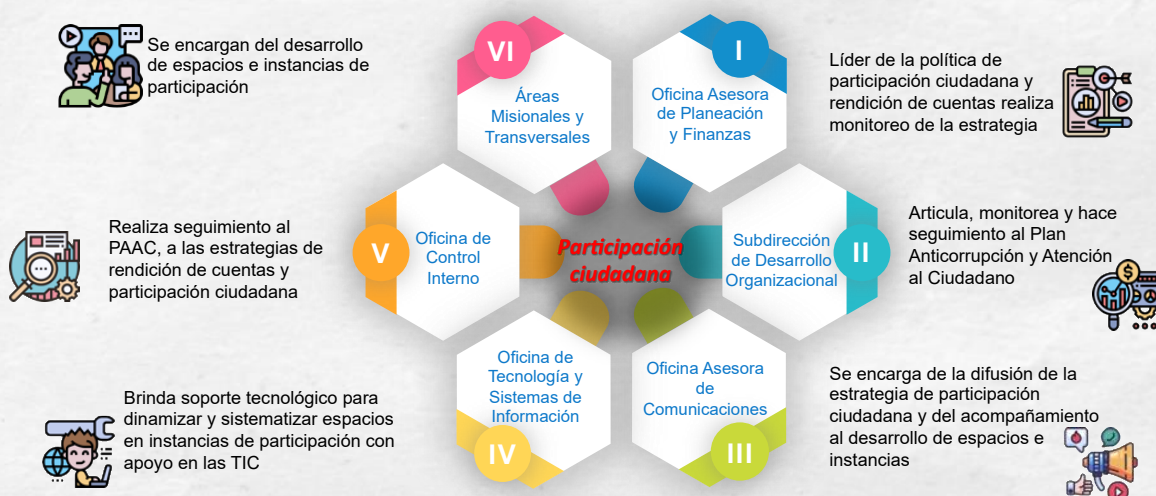 VI
Áreas
Misionales y
Transversales
Se encargan del desarrollo
de espacios e instancias de
participación
I
Oficina Asesora
de Planeación
y Finanzas
Líder de la política de
participación ciudadana y
rendición de cuentas realiza
monitoreo de la estrategia
V
Oficina de
Control
Interno
Realiza seguimiento al
PAAC, a las estrategias de
rendición de cuentas y
participación ciudadana
Participación
ciudadana
II
Subdirección
de Desarrollo
Organizacional
Articula, monitorea y hace
seguimiento al Plan
Anticorrupción y Atención
al Ciudadano
IV
Oficina de
Tecnología y
Sistemas de
Información
Brinda soporte tecnológico para
dinamizar y sistematizar espacios
en instancias de participación con
apoyo en las TIC
III
Oficina Asesora
de
Comunicaciones
Se encarga de la difusión de la
estrategia de participación
ciudadana y del acompañamiento
al desarrollo de espacios e
instancias